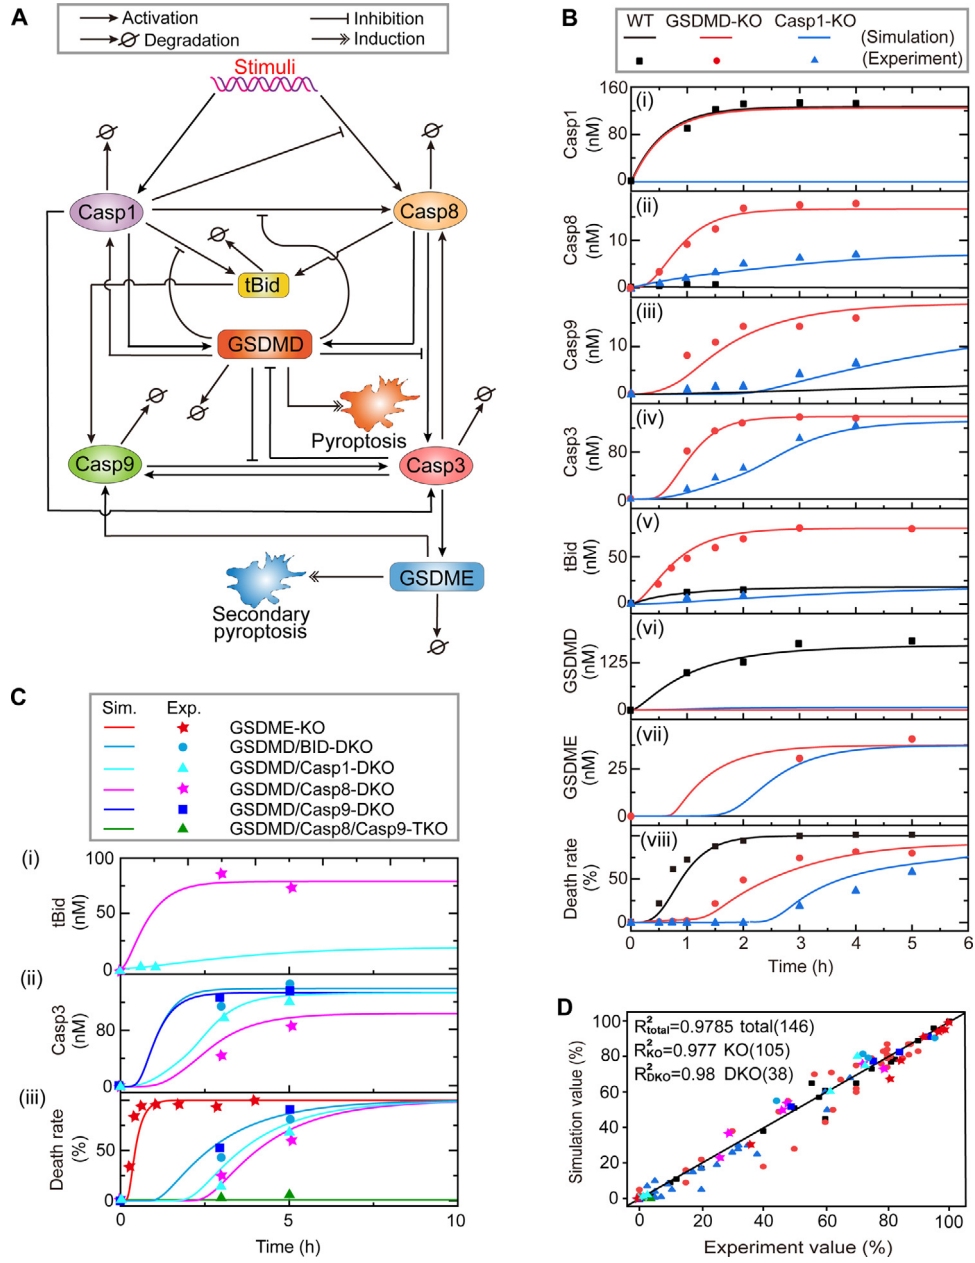 A
Activation
Inhibition
Degradation
Induction
Stimuli
Casp1
Casp8
tBid
GSDMD
Pyroptosis
Casp9
Casp3
GSDME
Secondary
pyroptosis
B
WT GSDMD-KO Casp1-KO
(Simulation)
(Experiment)
(i)
Casp1
(nM)
160
80
0
(ii)
Casp8
(nM)
10
0
(iii)
Casp9
(nM)
10
0
(iv)
Casp3
(nM)
80
0
(v)
tBid
(nM)
50
0
(vi)
GSDMD
(nM)
125
0
(vii)
GSDME
(nM)
25
0
(viii)
Death rate
(%)
50
0
0 1 2 3 4 5 6
Time (h)
C
Sim. Exp.
GSDME-KO
GSDMD/BID-DKO
GSDMD/Casp1-DKO
GSDMD/Casp8-DKO
GSDMD/Casp9-DKO
GSDMD/Casp8/Casp9-TKO
(i)
tBid
(nM)
100
50
0
(ii)
Casp3
(nM)
80
0
(iii)
Death rate
(%)
50
0
0 5 10
Time (h)
D
R²total=0.9785 total(146)
R²KO=0.977 KO(105)
R²DKO=0.98 DKO(38)
Simulation value (%)
100
80
60
40
20
0
0 20 40 60 80 100
Experiment value (%)